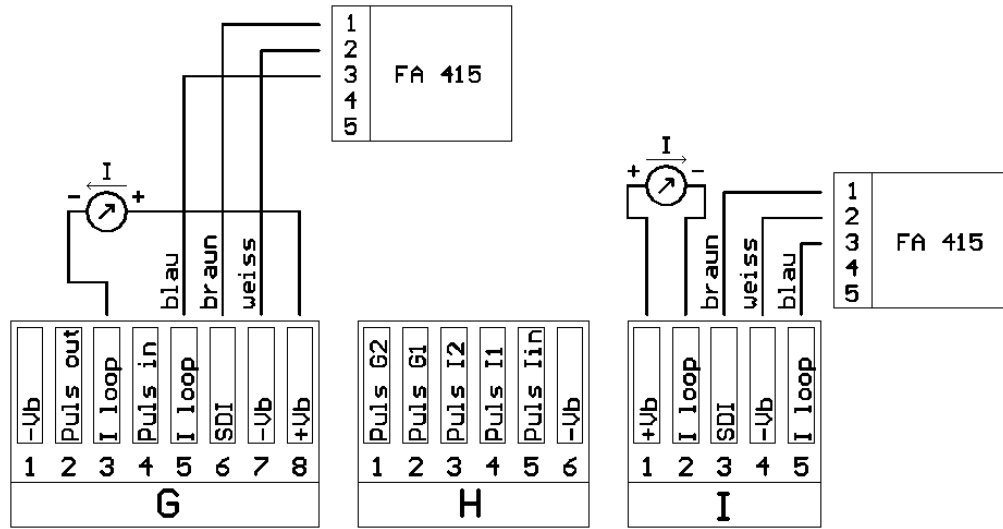 1
2
3
4
5
FA 415
I
- +
I
+ -
1
2
3
4
5
FA 415
blau
braun
weiss
braun
weiss
blau
-Vb
Puls out
I loop
Puls in
I loop
SDI
-Vb
+Vb
1 2 3 4 5 6 7 8
G
Puls G2
Puls G1
Puls I2
Puls I1
Puls Iin
-Vb
1 2 3 4 5 6
H
+Vb
I loop
SDI
-Vb
I loop
1 2 3 4 5
I